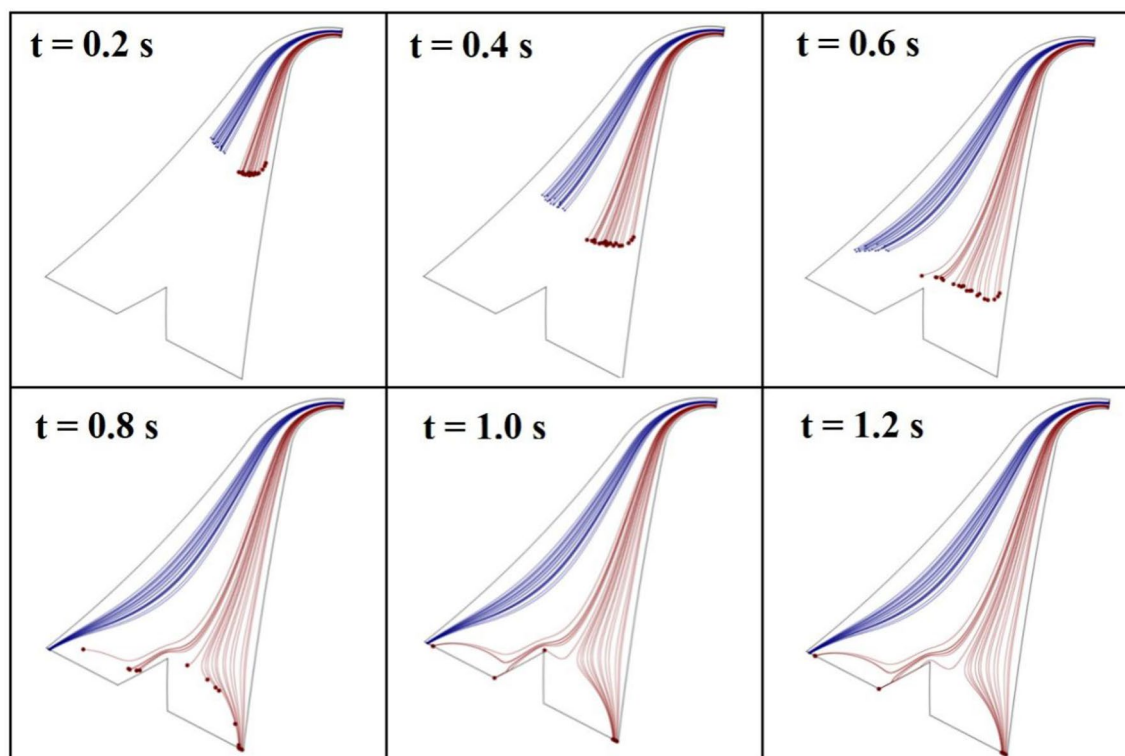 t = 0.2 s
t = 0.4 s
t = 0.6 s
t = 0.8 s
t = 1.0 s
t = 1.2 s